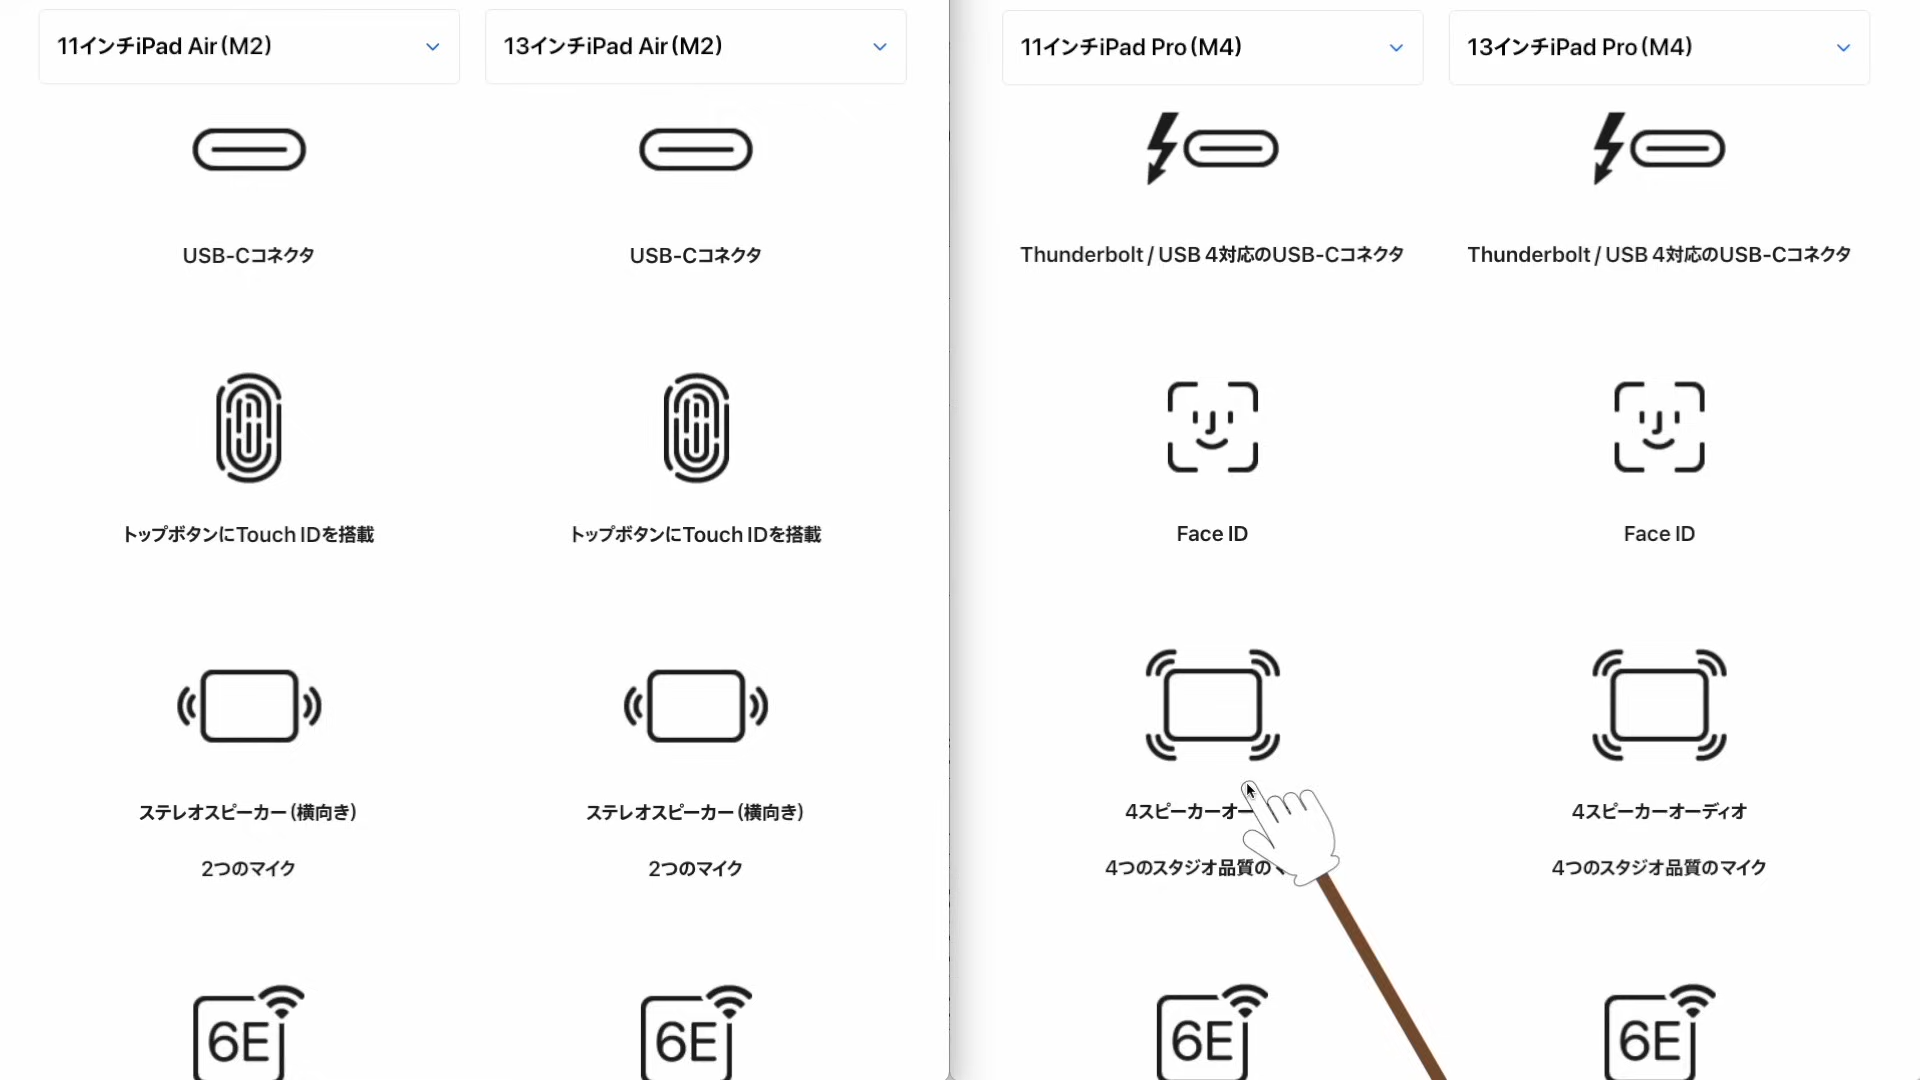 11インチiPad Air(M2)
13インチiPad Air(M2)
11インチiPad Pro(M4)
13インチiPad Pro(M4)
USB-Cコネクタ
USB-Cコネクタ
Thunderbolt / USB 4対応のUSB-Cコネクタ
Thunderbolt / USB 4対応のUSB-Cコネクタ
トップボタンにTouch IDを搭載
トップボタンにTouch IDを搭載
Face ID
Face ID
ステレオスピーカー(横向き)
ステレオスピーカー(横向き)
4スピーカーオー
4スピーカーオーディオ
2つのマイク
2つのマイク
4つのスタジオ品質の
4つのスタジオ品質のマイク
6E
6E
6E
6E